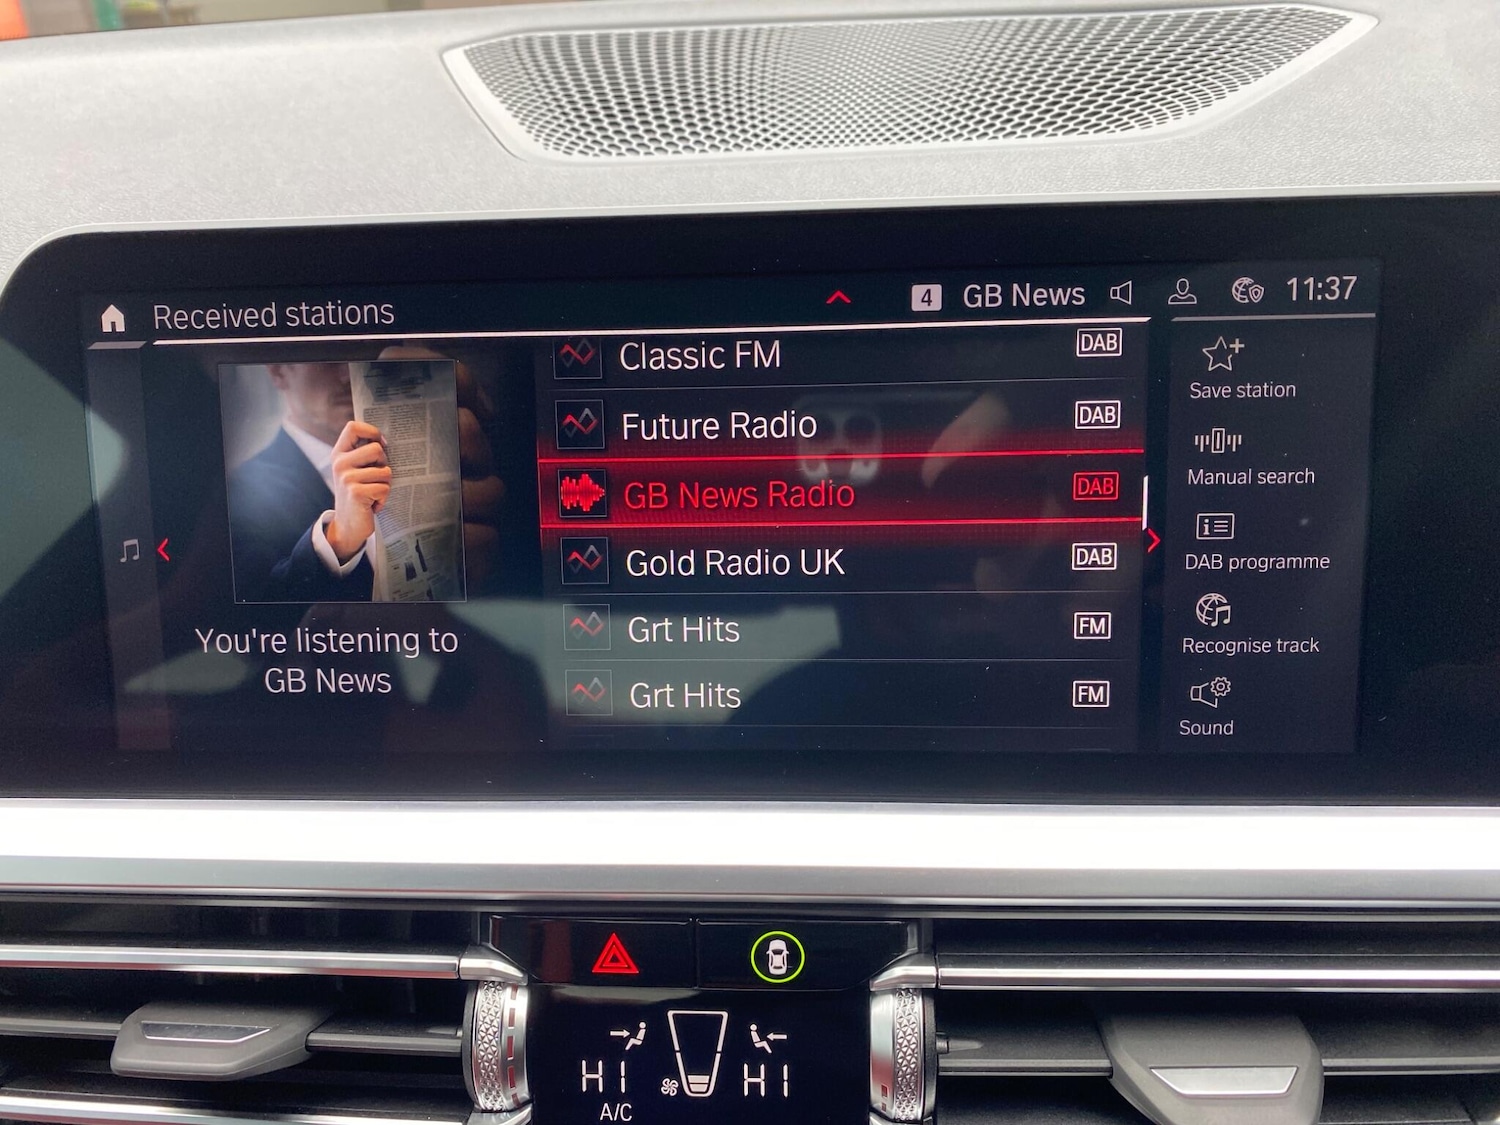 Received stations
4 GB News
11:37
Classic FM DAB
Future Radio DAB
GB News Radio DAB
Gold Radio UK DAB
Grt Hits FM
Grt Hits FM
You're listening to
GB News
Save station
Manual search
DAB programme
Recognise track
Sound
HI HI
A/C